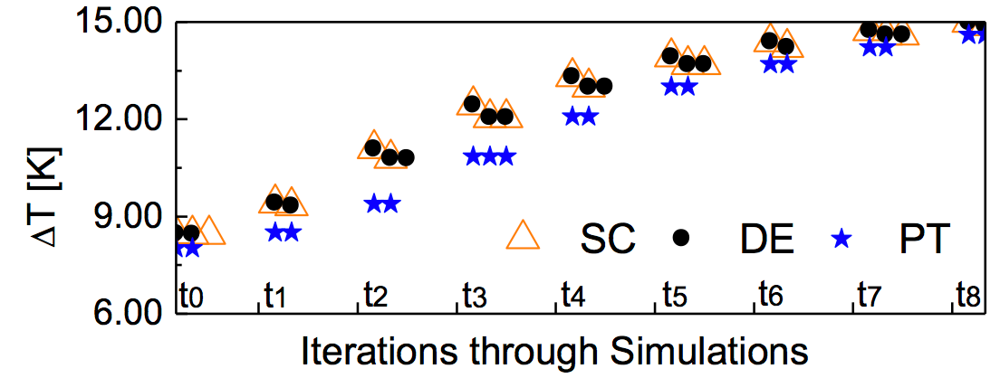 15.00
12.00
9.00
6.00
ΔT [K]
SC DE PT
t0 t1 t2 t3 t4 t5 t6 t7 t8
Iterations through Simulations